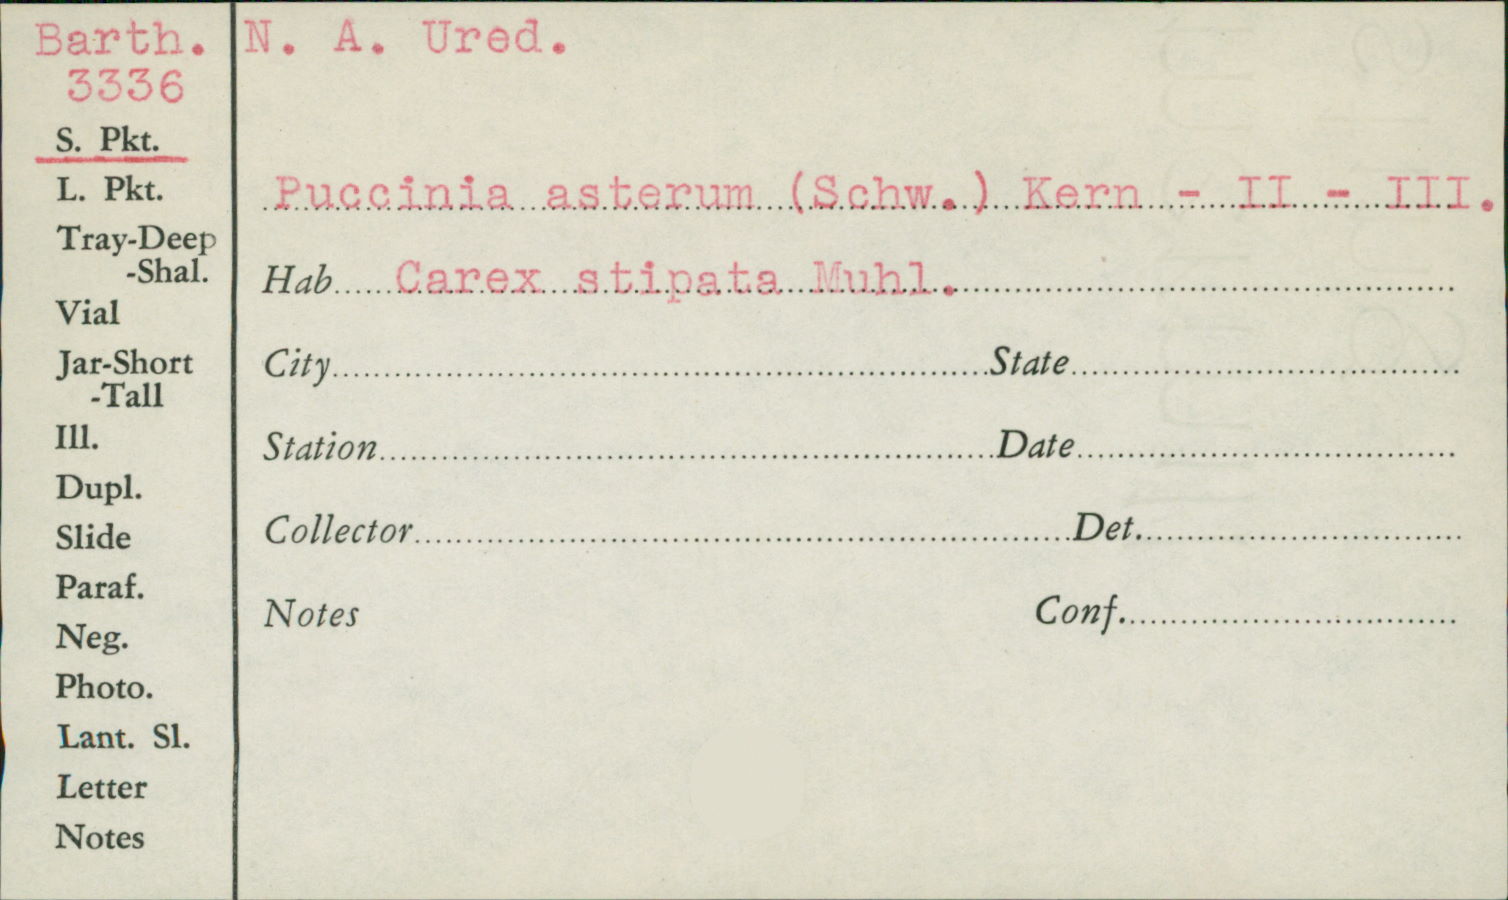 Barth.
3336
S. Pkt.
L. Pkt.
Tray-Deep
-Shal.
Vial
Jar-Short
-Tall
Ill.
Dupl.
Slide
Paraf.
Neg.
Photo.
Lant. Sl.
Letter
Notes
N. A. Ured.
Puccinia asterum (Schw.) Kern - II - III.
Hab Carex stipata Muhl.
City State
Station Date
Collector Det.
Notes Conf.